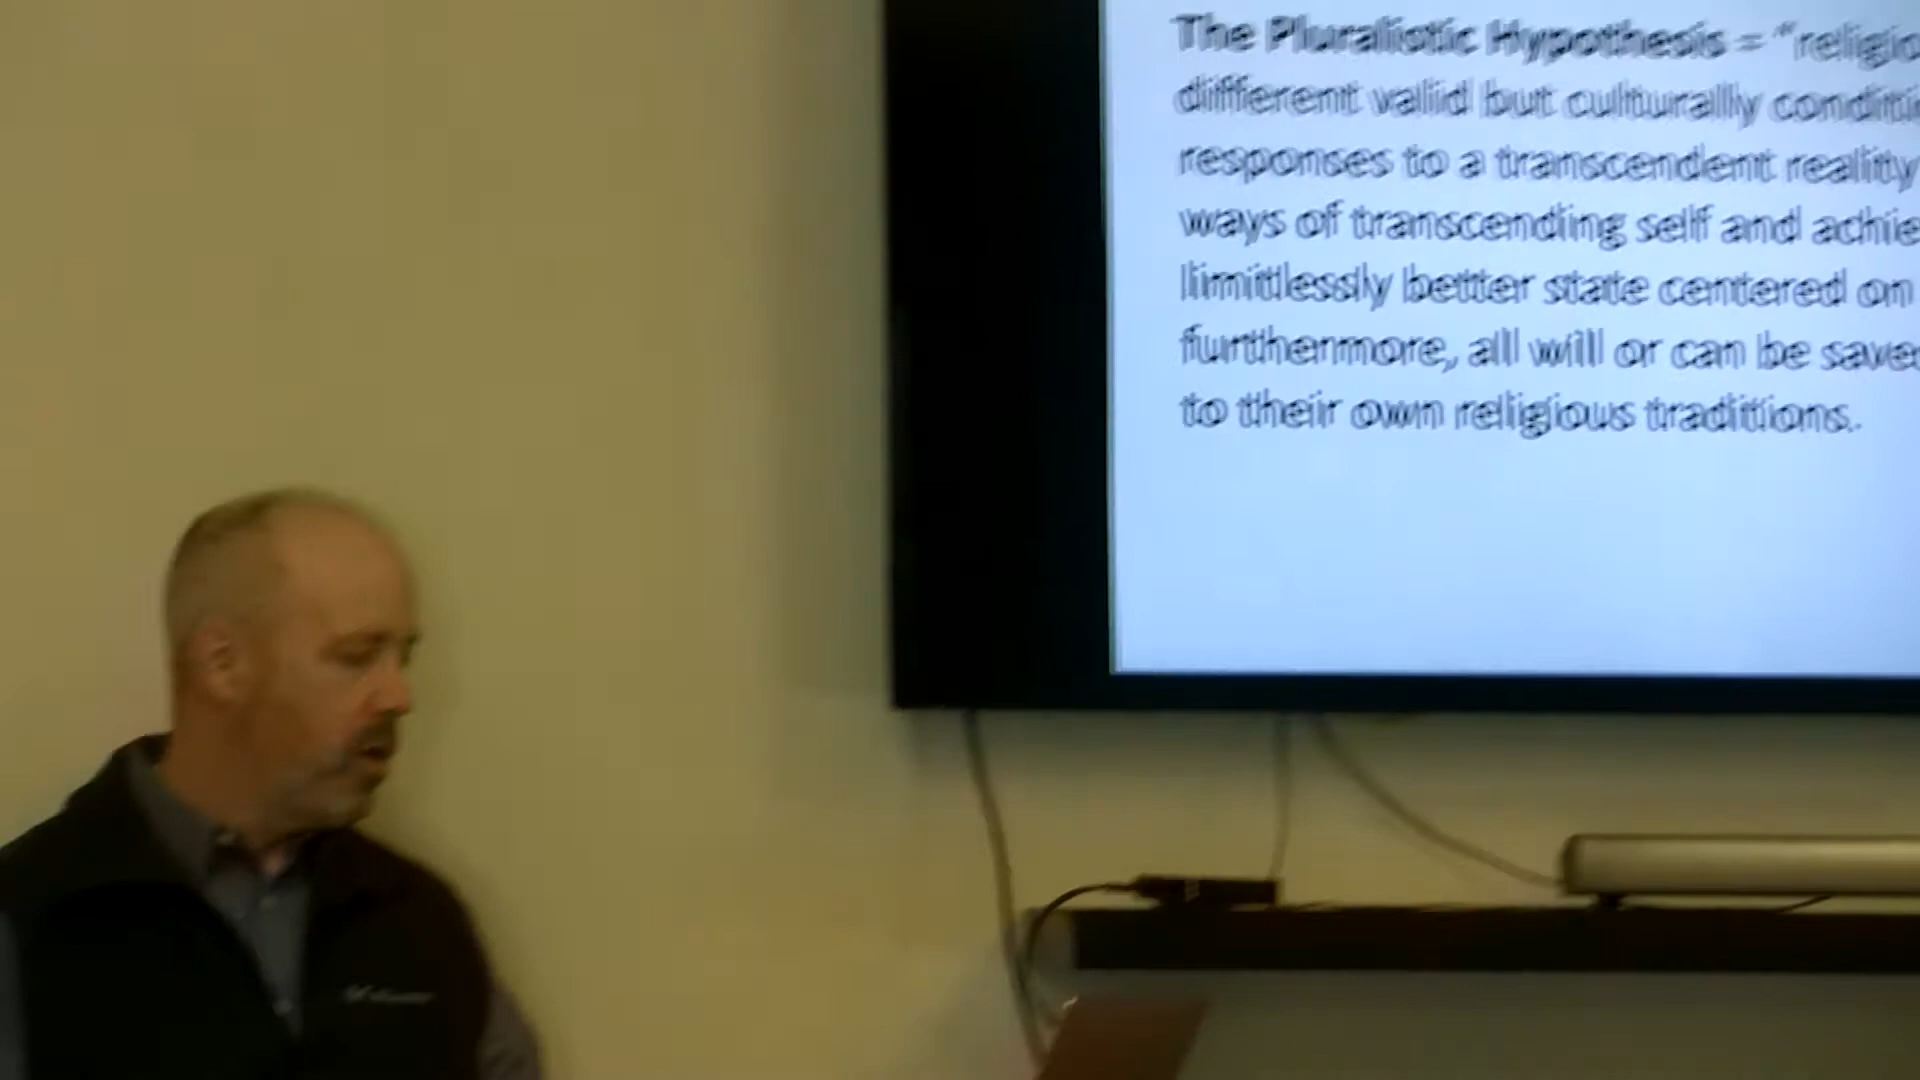 The Pluralistic Hypothesis = "religio
different valid but culturally conditi
responses to a transcendent reality
ways of transcending self and achie
limitlessly better state centered on
furthermore, all will or can be save
to their own religious traditions.